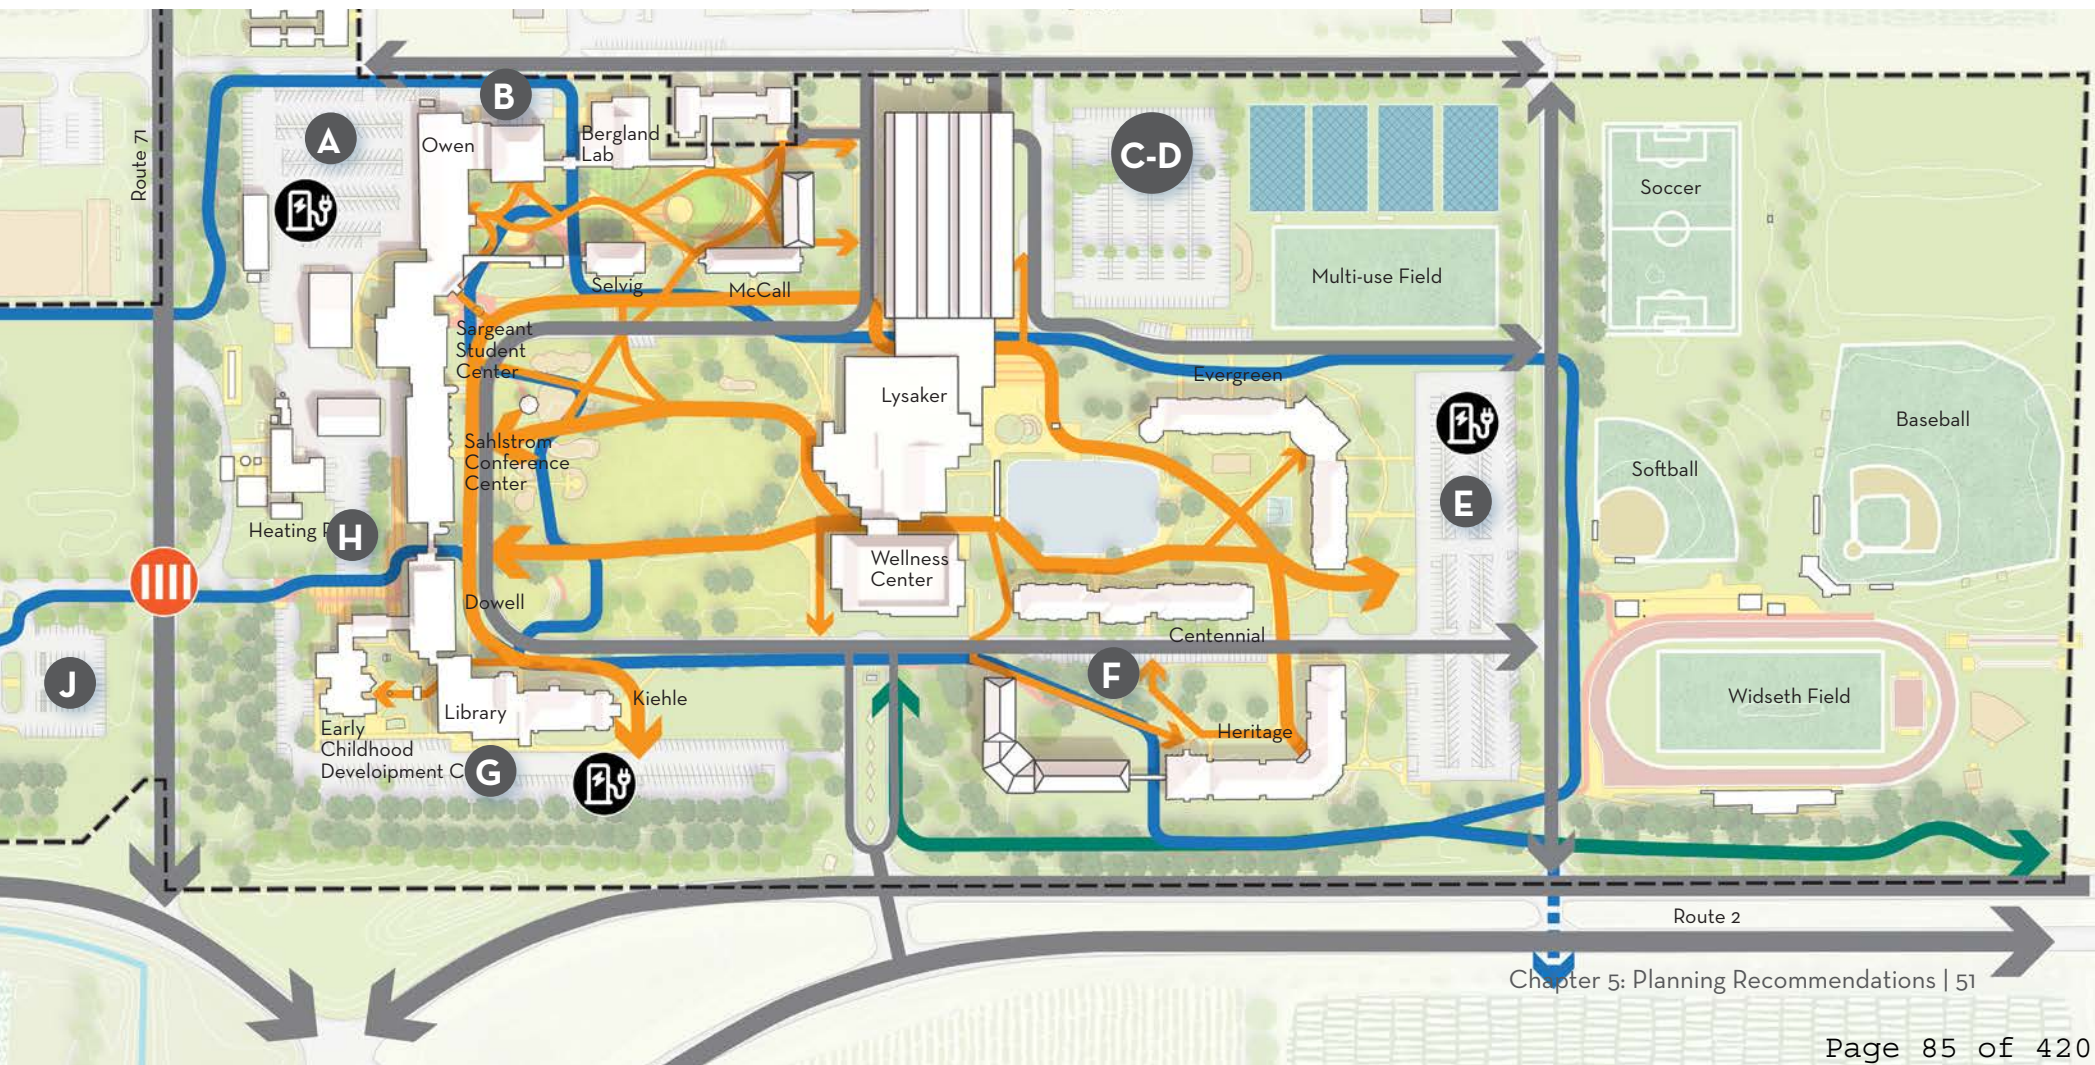 B
A
Owen
Bergland
Lab
C-D
Route 71
Soccer
Multi-use Field
Selvig
McCall
Sargeant
Student
Center
Evergreen
Lysaker
Baseball
Sahlstrom
Conference
Center
Softball
E
Heating P
H
Wellness
Center
Dowell
Centennial
J
F
Kiehle
Library
Widseth Field
Early
Childhood
Develoipment C
G
Heritage
Route 2
Chapter 5: Planning Recommendations | 51
Page 85 of 420